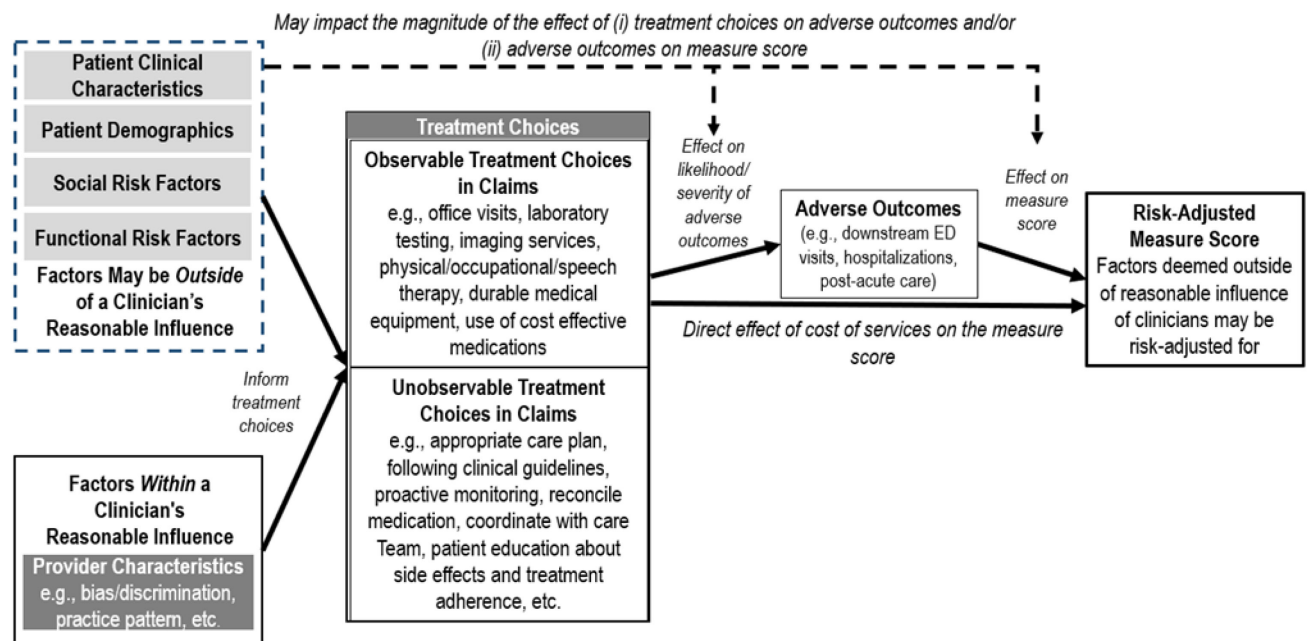 May impact the magnitude of the effect of (i) treatment choices on adverse outcomes and/or
(ii) adverse outcomes on measure score
Patient Clinical
Characteristics
Patient Demographics
Social Risk Factors
Functional Risk Factors
Factors May be Outside
of a Clinician's
Reasonable Influence
Inform
treatment
choices
Factors Within a
Clinician's
Reasonable Influence
Provider Characteristics
e.g., bias/discrimination,
practice pattern, etc.
Treatment Choices
Observable Treatment Choices
in Claims
e.g., office visits, laboratory
testing, imaging services,
physical/occupational/speech
therapy, durable medical
equipment, use of cost effective
medications
Unobservable Treatment
Choices in Claims
e.g., appropriate care plan,
following clinical guidelines,
proactive monitoring, reconcile
medication, coordinate with care
Team, patient education about
side effects and treatment
adherence, etc.
Effect on
likelihood/
severity of
adverse
outcomes
Adverse Outcomes
(e.g., downstream ED
visits, hospitalizations,
post-acute care)
Effect on
measure
score
Direct effect of cost of services on the measure
score
Risk-Adjusted
Measure Score
Factors deemed outside
of reasonable influence
of clinicians may be
risk-adjusted for